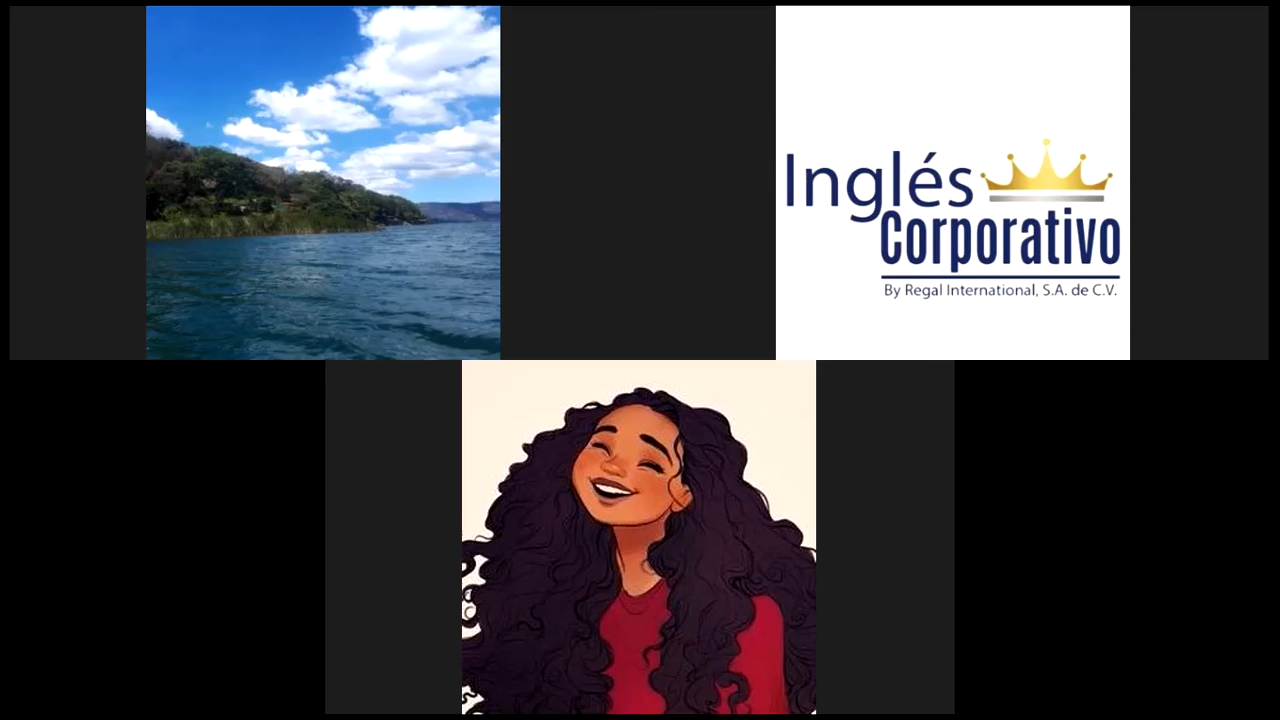 Inglés
Corporativo
By Regal International, S.A. de C.V.